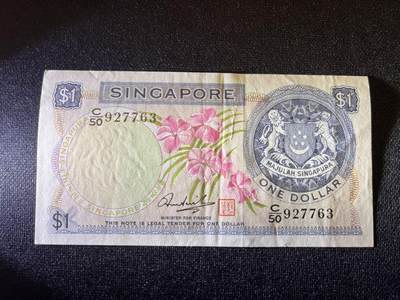 SINGAPORE
$1
$1
C/50 927763
MAJULAH SINGAPURA
ONE DOLLAR
C/50 927763
MINISTER FOR FINANCE
$1
THIS NOTE IS LEGAL TENDER FOR ONE DOLLAR